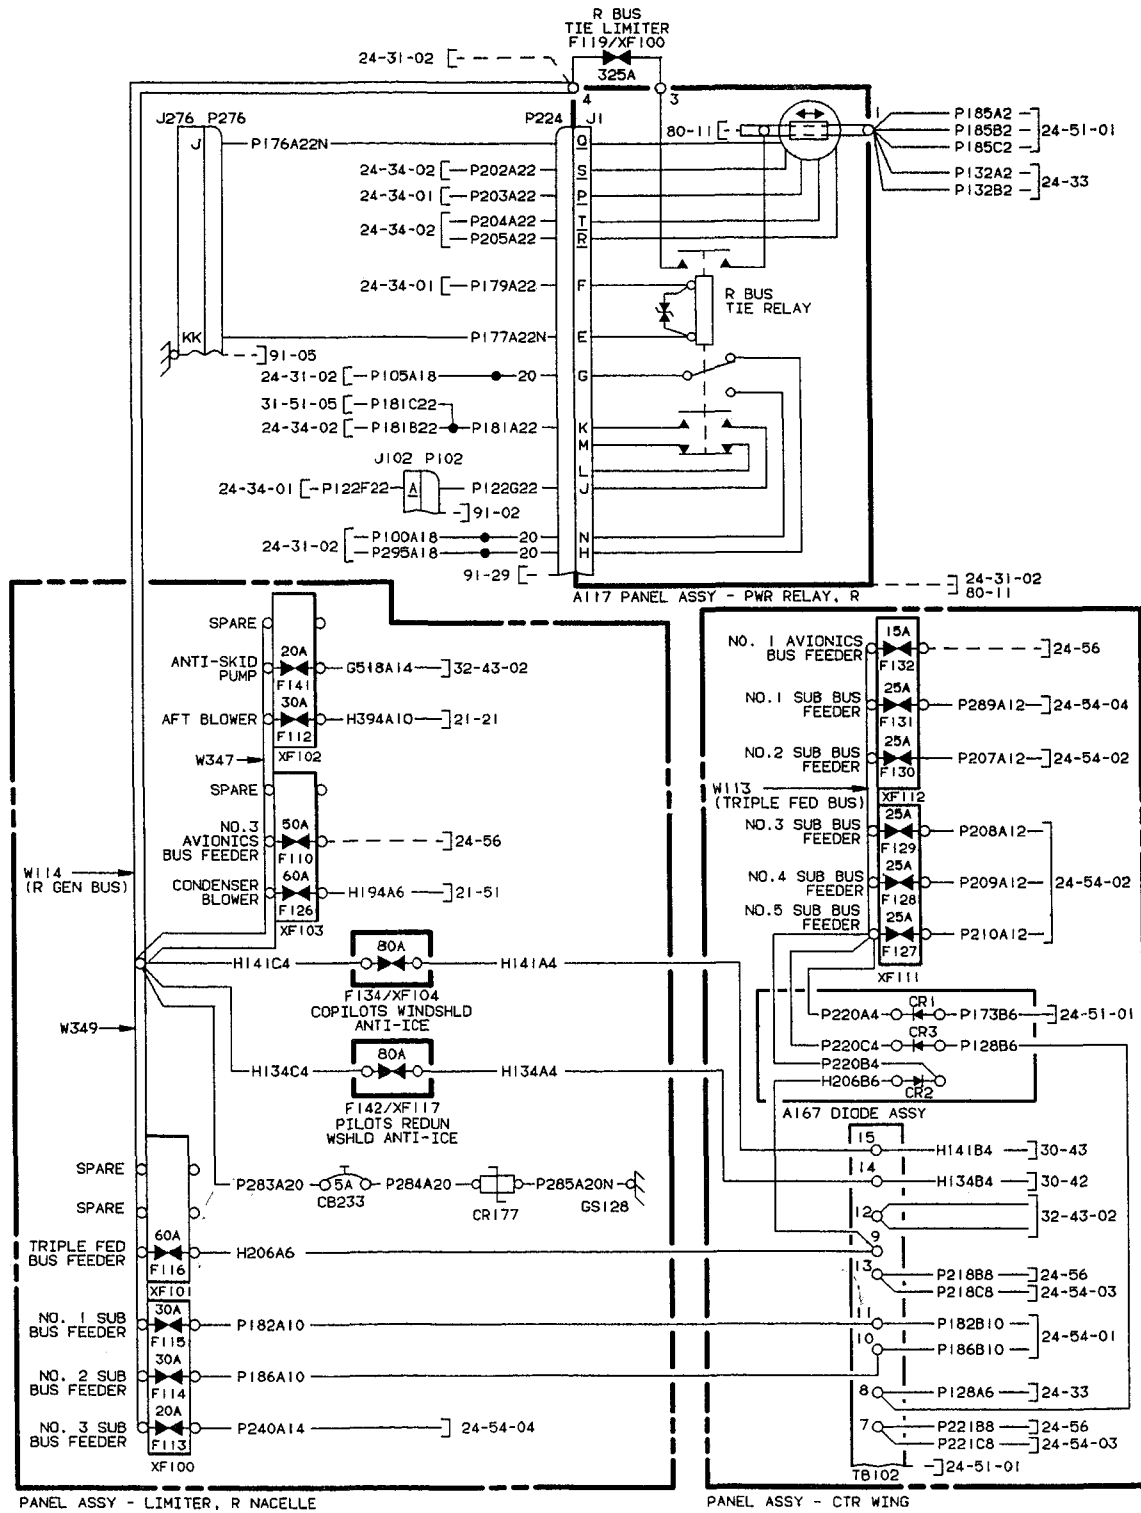 R BUS
TIE LIMITER
F119/XF100
24-31-02
325A
4
3
J276 P276
P224 J1
80-11
1
P185A2
P185B2 24-51-01
P185C2
P132A2
24-33
P132B2
J P176A22N Q
24-34-02 P202A22 S
24-34-01 P203A22 P
P204A22 T
24-34-02
P205A22 R
24-34-01 P179A22 F
R BUS
TIE RELAY
KK P177A22N E
91-05
24-31-02 P105A18 20 G
31-51-05 P181C22
24-34-02 P181B22 P181A22 K
M
J102 P102
L
24-34-01 P122F22 A P122G22 J
91-02
P100A18 20 N
24-31-02
P295A18 20 H
91-29
A117 PANEL ASSY - PWR RELAY, R
24-31-02
80-11
SPARE
ANTI-SKID
PUMP
20A
F141
G518A14 32-43-02
AFT BLOWER
30A
F112
H394A10 21-21
W347
XF102
SPARE
NO.3
AVIONICS
BUS FEEDER
50A
F110
24-56
CONDENSER
BLOWER
60A
F126
H194A6 21-51
XF103
W114
(R GEN BUS)
H141C4
80A
H141A4
F134/XF104
COPILOTS WINDSHLD
ANTI-ICE
W349
H134C4
80A
H134A4
F142/XF117
PILOTS REDUN
WSHLD ANTI-ICE
SPARE
P283A20
5A
CB233
P284A20
CR177
P285A20N
GS128
SPARE
TRIPLE FED
BUS FEEDER
60A
F116
H206A6
XF101
NO. 1 SUB
BUS FEEDER
30A
F115
P182A10
NO. 2 SUB
BUS FEEDER
30A
F114
P186A10
NO. 3 SUB
BUS FEEDER
20A
F113
P240A14 24-54-04
XF100
PANEL ASSY - LIMITER, R NACELLE
NO. 1 AVIONICS
BUS FEEDER
15A
F132
24-56
NO.1 SUB BUS
FEEDER
25A
F131
P289A12 24-54-04
NO.2 SUB BUS
FEEDER
25A
F130
P207A12 24-54-02
W113
(TRIPLE FED BUS)
XF112
NO.3 SUB BUS
FEEDER
25A
F129
P208A12
NO.4 SUB BUS
FEEDER
25A
F128
P209A12 24-54-02
NO.5 SUB BUS
FEEDER
25A
F127
P210A12
XF111
P220A4 CR1 P173B6 24-51-01
P220C4 CR3 P128B6
P220B4
H206B6 CR2
A167 DIODE ASSY
15 H141B4 30-43
14 H134B4 30-42
12 32-43-02
9
13 P218B8 24-56
P218C8 24-54-03
11 P182B10
24-54-01
10 P186B10
8 P128A6 24-33
7 P221B8 24-56
P221C8 24-54-03
TB102
24-51-01
PANEL ASSY - CTR WING